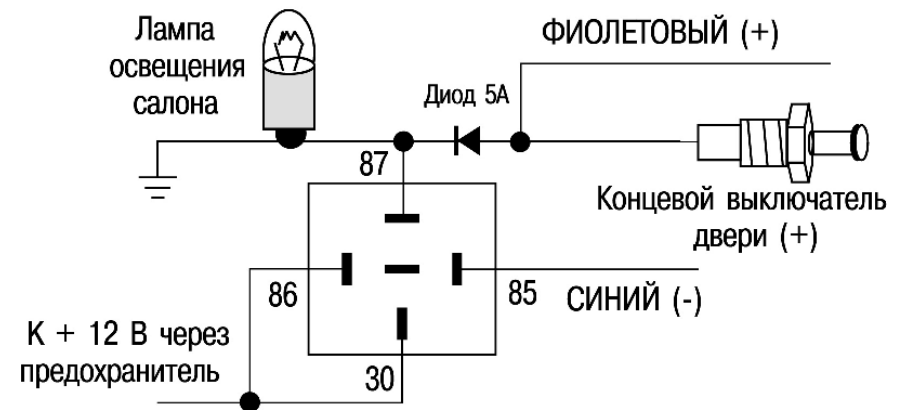 Лампа
освещения
салона
ФИОЛЕТОВЫЙ (+)
Диод 5А
87
Концевой выключатель
двери (+)
86
85
СИНИЙ (-)
К + 12 В через
предохранитель
30